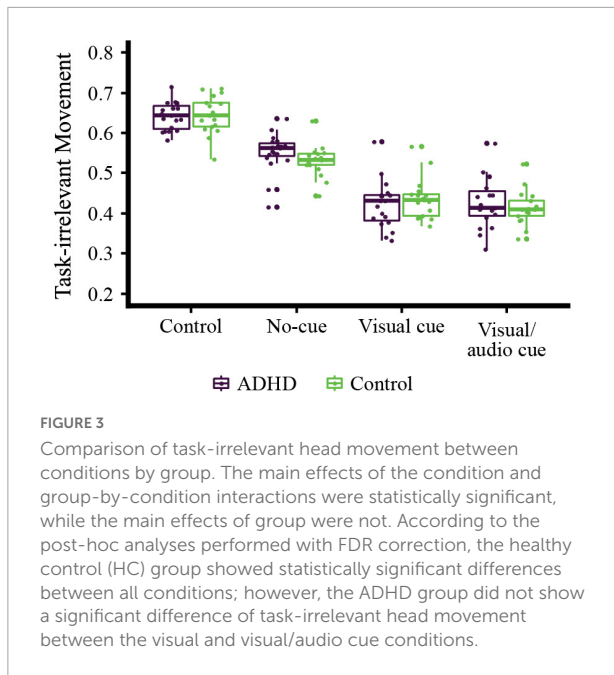 0.8
0.7
0.6
0.5
0.4
0.3
0.2
Task-irrelevant Movement
Control No-cue Visual cue Visual/
audio cue
ADHD Control
FIGURE 3
Comparison of task-irrelevant head movement between
conditions by group. The main effects of the condition and
group-by-condition interactions were statistically significant,
while the main effects of group were not. According to the
post-hoc analyses performed with FDR correction, the healthy
control (HC) group showed statistically significant differences
between all conditions; however, the ADHD group did not show
a significant difference of task-irrelevant head movement
between the visual and visual/audio cue conditions.